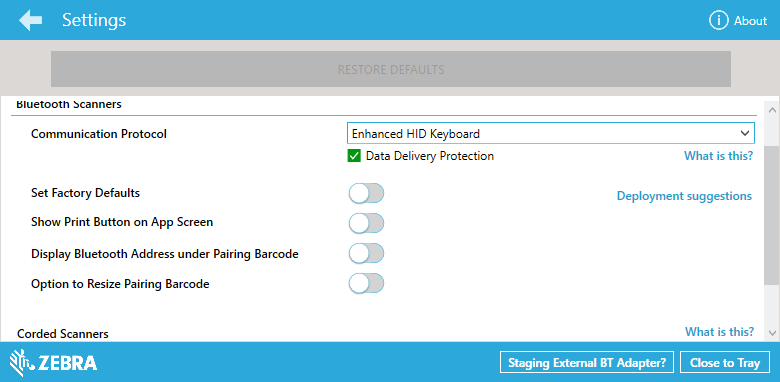 Settings
About
RESTORE DEFAULTS
Bluetooth Scanners
Communication Protocol
Enhanced HID Keyboard
Data Delivery Protection
What is this?
Set Factory Defaults
Deployment suggestions
Show Print Button on App Screen
Display Bluetooth Address under Pairing Barcode
Option to Resize Pairing Barcode
Corded Scanners
What is this?
ZEBRA
Staging External BT Adapter?
Close to Tray